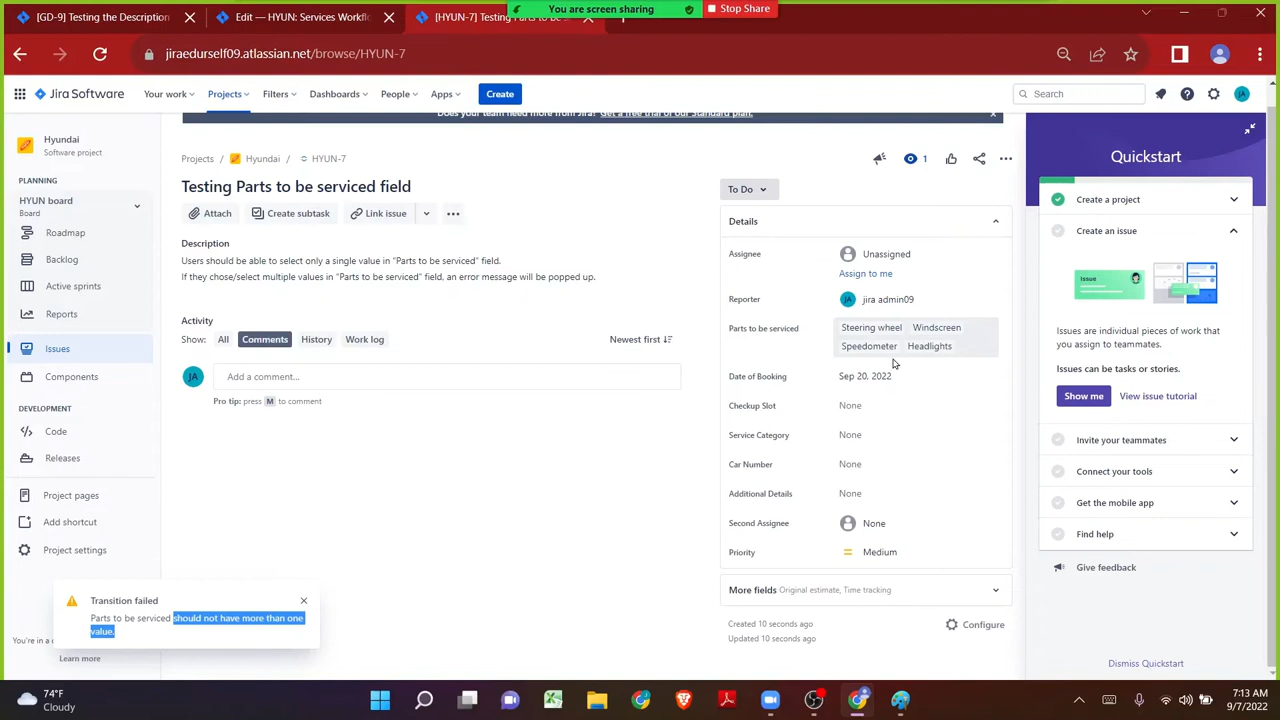 You are screen sharing
Stop Share
[GD-9] Testing the Description
Edit — HYUN: Services Workflo
[HYUN-7] Testing Parts to be
jiraedurself09.atlassian.net/browse/HYUN-7
Jira Software
Your work
Projects
Filters
Dashboards
People
Apps
Create
Search
JA
Does your team need more from Jira? Get a free trial of our Standard plan.
Hyundai
Software project
PLANNING
HYUN board
Board
Roadmap
Backlog
Active sprints
Reports
Issues
Components
DEVELOPMENT
Code
Releases
Project pages
Add shortcut
Project settings
You're in a
Learn more
Projects / Hyundai / HYUN-7
1
Testing Parts to be serviced field
Attach
Create subtask
Link issue
Description
Users should be able to select only a single value in "Parts to be serviced" field.
If they chose/select multiple values in "Parts to be serviced" field, an error message will be popped up.
Activity
Show: All Comments History Work log
Newest first
JA
Add a comment...
Pro tip: press M to comment
Transition failed
Parts to be serviced should not have more than one
value.
To Do
Details
Assignee
Unassigned
Assign to me
Reporter
JA jira admin09
Parts to be serviced
Steering wheel Windscreen
Speedometer Headlights
Date of Booking
Sep 20, 2022
Checkup Slot
None
Service Category
None
Car Number
None
Additional Details
None
Second Assignee
None
Priority
Medium
More fields Original estimate, Time tracking
Created 10 seconds ago
Updated 10 seconds ago
Configure
Quickstart
Create a project
Create an issue
Issue
Issues are individual pieces of work that
you assign to teammates.
Issues can be tasks or stories.
Show me
View issue tutorial
Invite your teammates
Connect your tools
Get the mobile app
Find help
Give feedback
Dismiss Quickstart
74°F
Cloudy
7:13 AM
9/7/2022